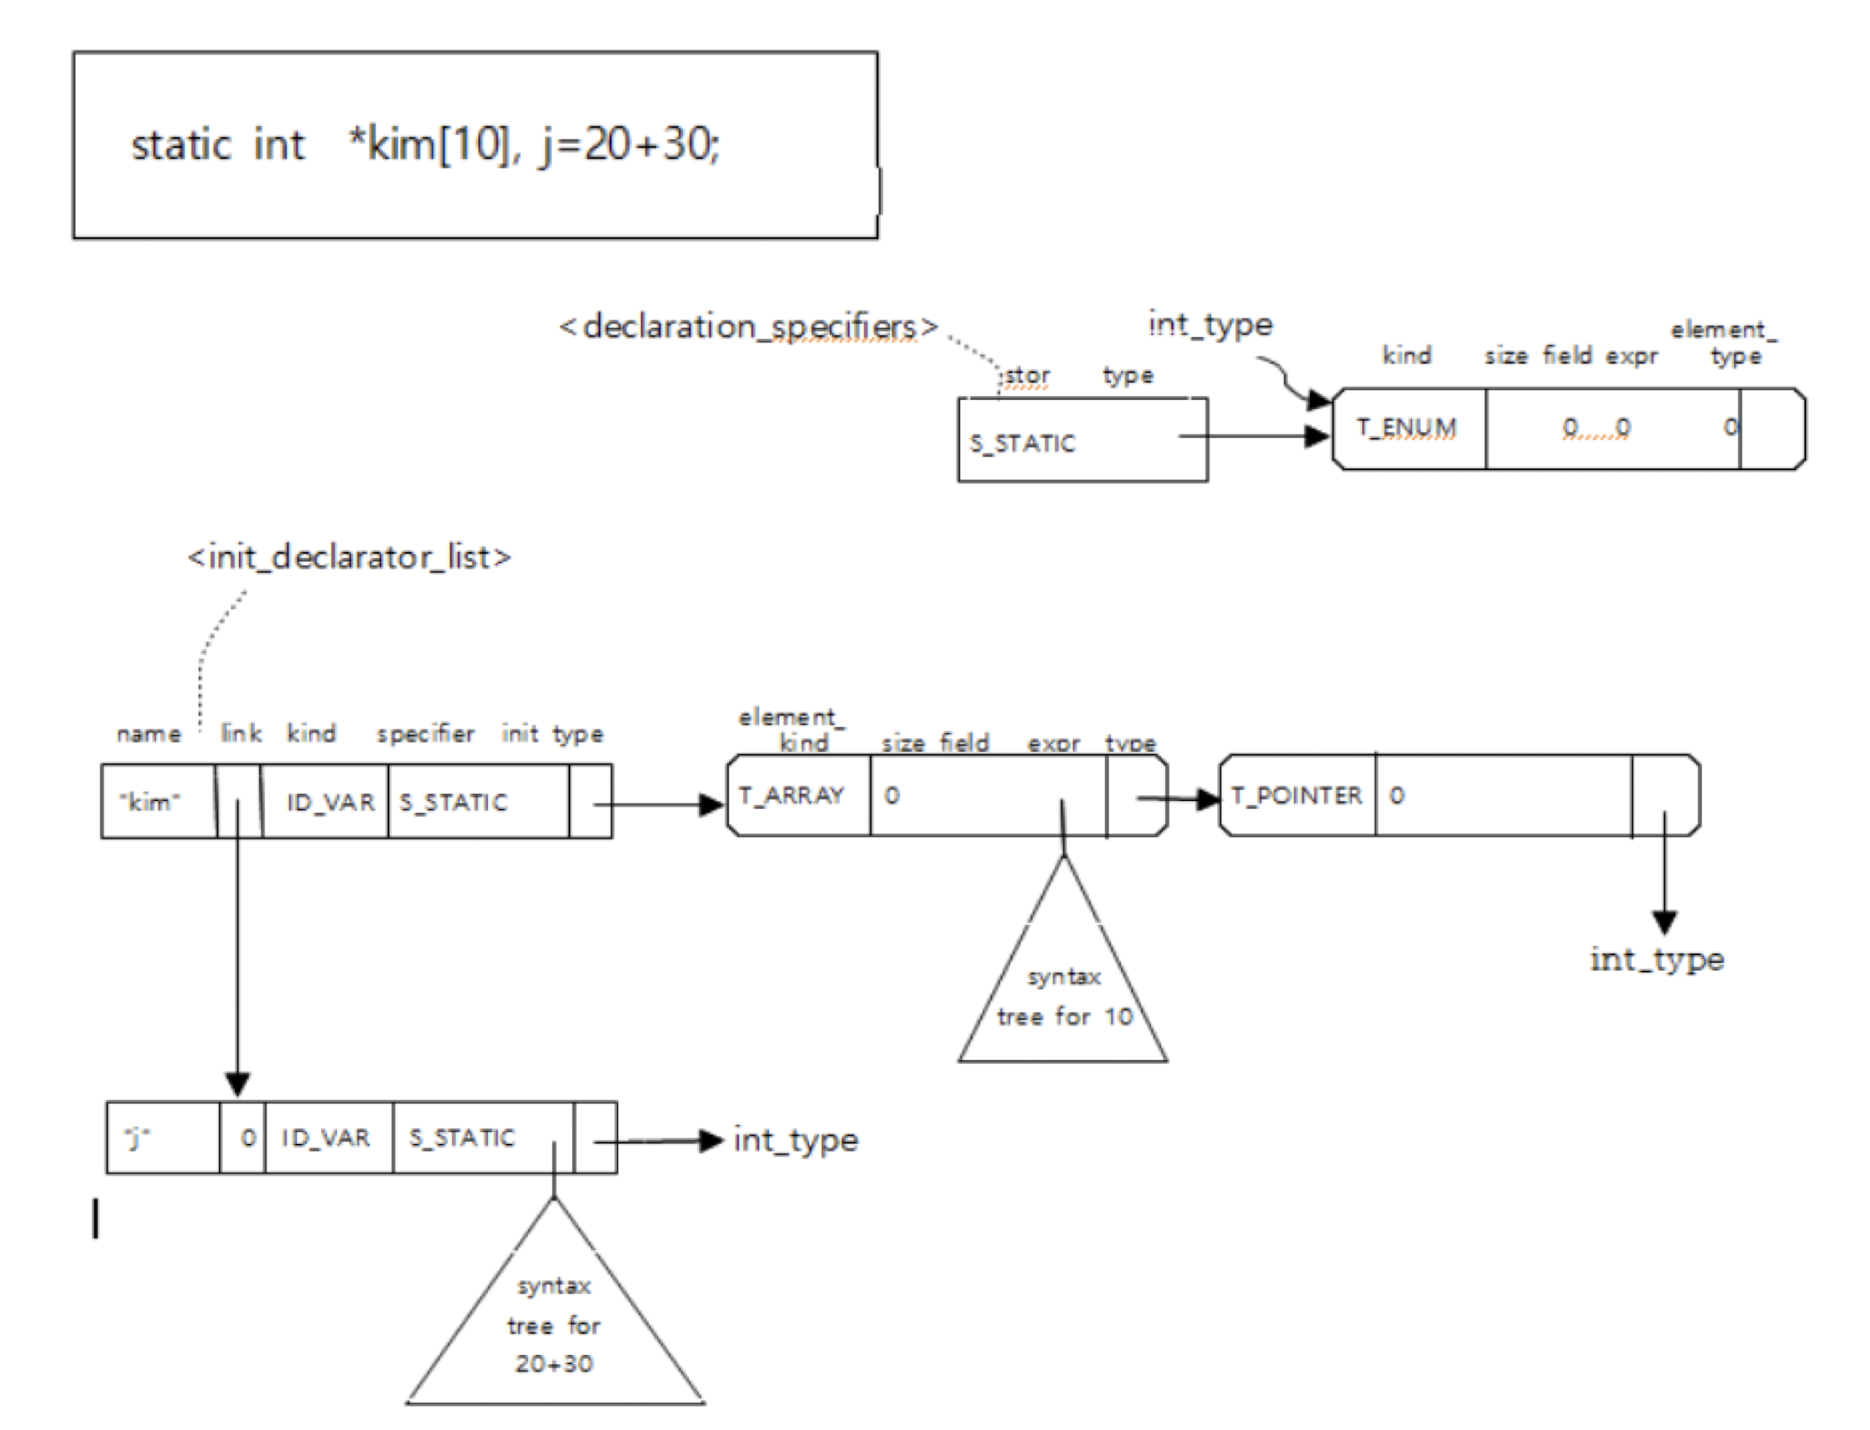 static int *kim[10], j=20+30;
<declaration_specifiers>
int_type
element_
kind size field expr type
stor type
T_ENUM 0 0 0
S_STATIC
<init_declarator_list>
element_
name link kind specifier init type
kind size field expr type
"kim" ID_VAR S_STATIC
T_ARRAY 0
T_POINTER 0
int_type
syntax
tree for 10
"j" 0 ID_VAR S_STATIC
int_type
syntax
tree for
20+30